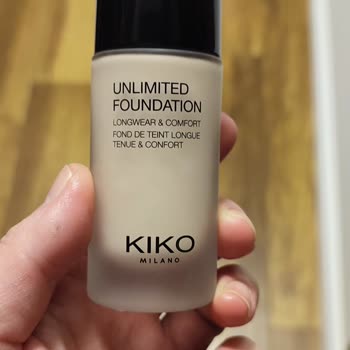 UNLIMITED
FOUNDATION
LONGWEAR & COMFORT
FOND DE TEINT LONGUE
TENUE & CONFORT
KIKO
MILANO